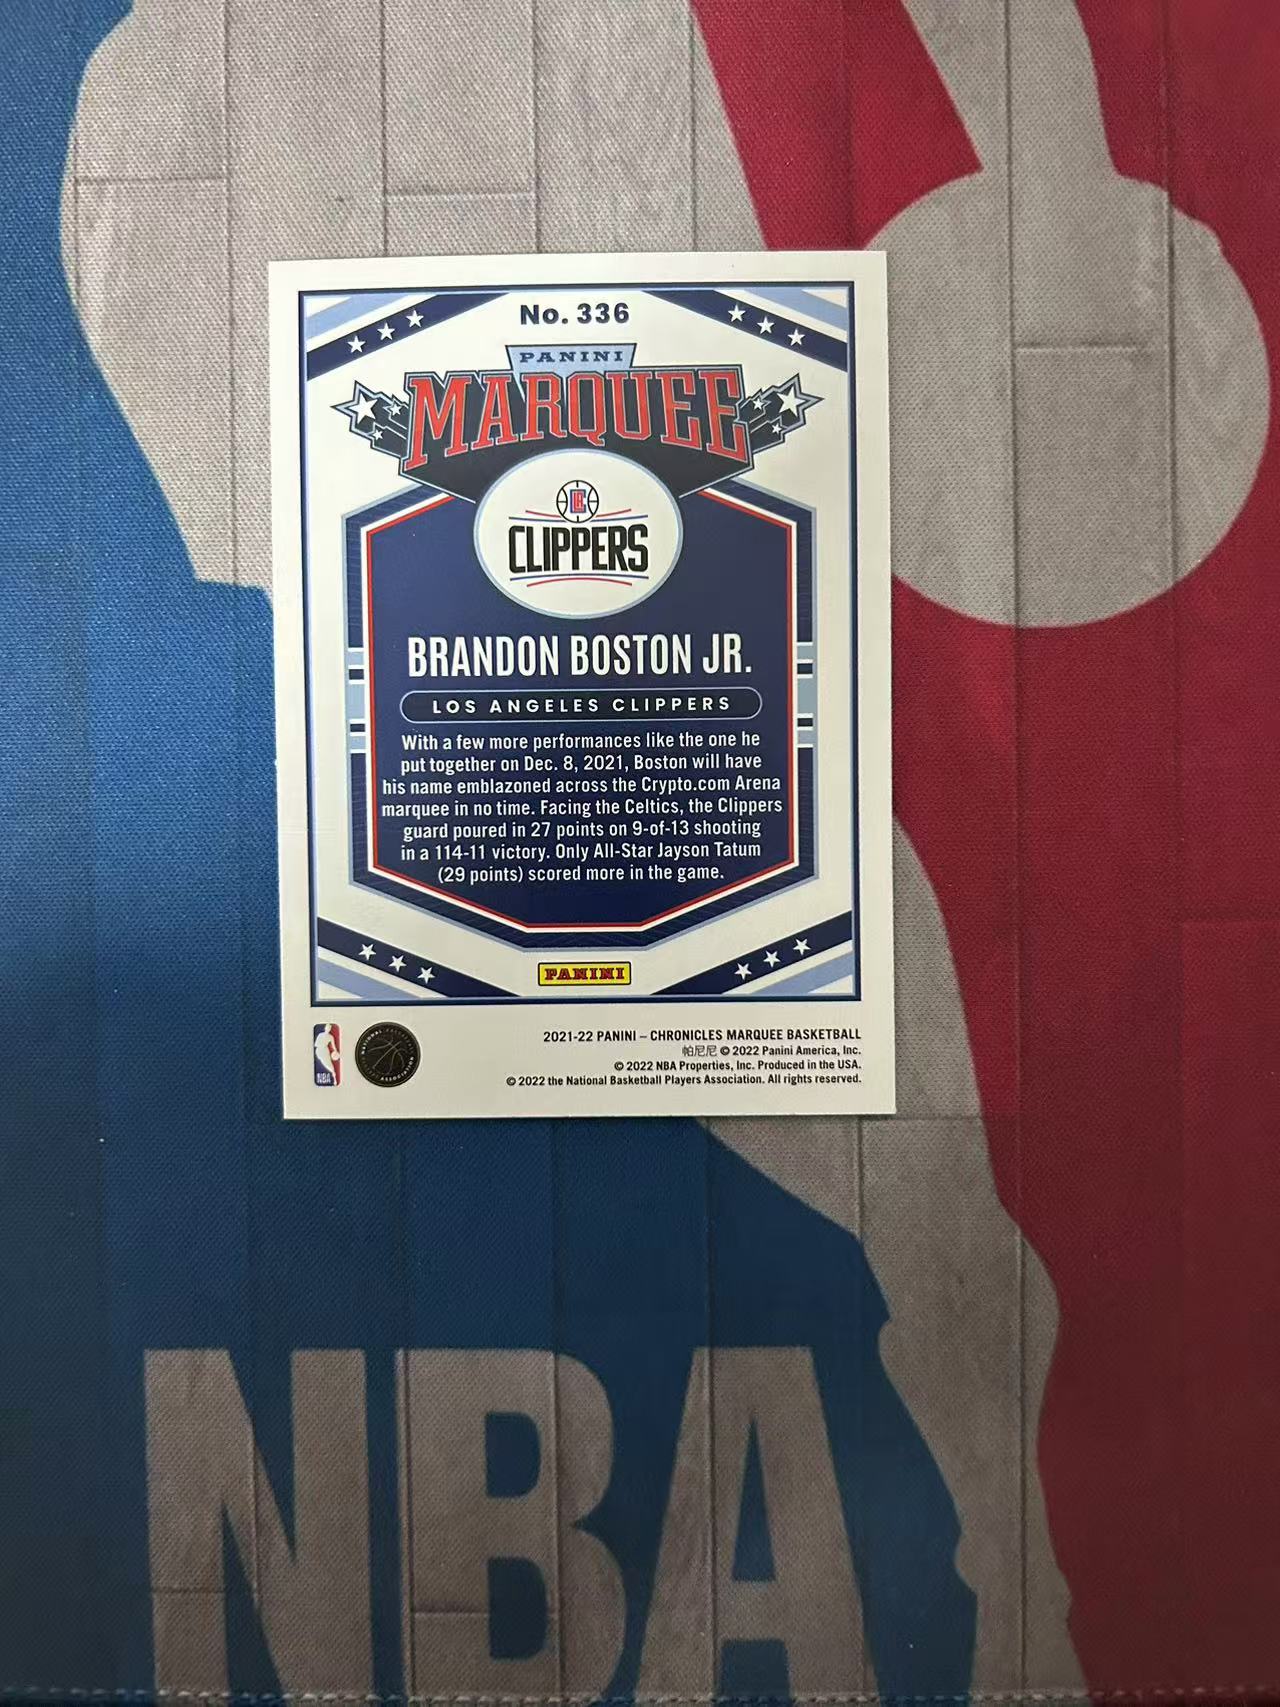 No. 336
PANINI
MARQUEE
CLIPPERS
BRANDON BOSTON JR.
LOS ANGELES CLIPPERS
With a few more performances like the one he
put together on Dec. 8, 2021, Boston will have
his name emblazoned across the Crypto.com Arena
marquee in no time. Facing the Celtics, the Clippers
guard poured in 27 points on 9-of-13 shooting
in a 114-11 victory. Only All-Star Jayson Tatum
(29 points) scored more in the game.
PANINI
2021-22 PANINI – CHRONICLES MARQUEE BASKETBALL
帕尼尼 © 2022 Panini America, Inc.
© 2022 NBA Properties, Inc. Produced in the USA.
© 2022 the National Basketball Players Association. All rights reserved.
NBA
NATIONAL BASKETBALL
ASSOCIATION
NBA